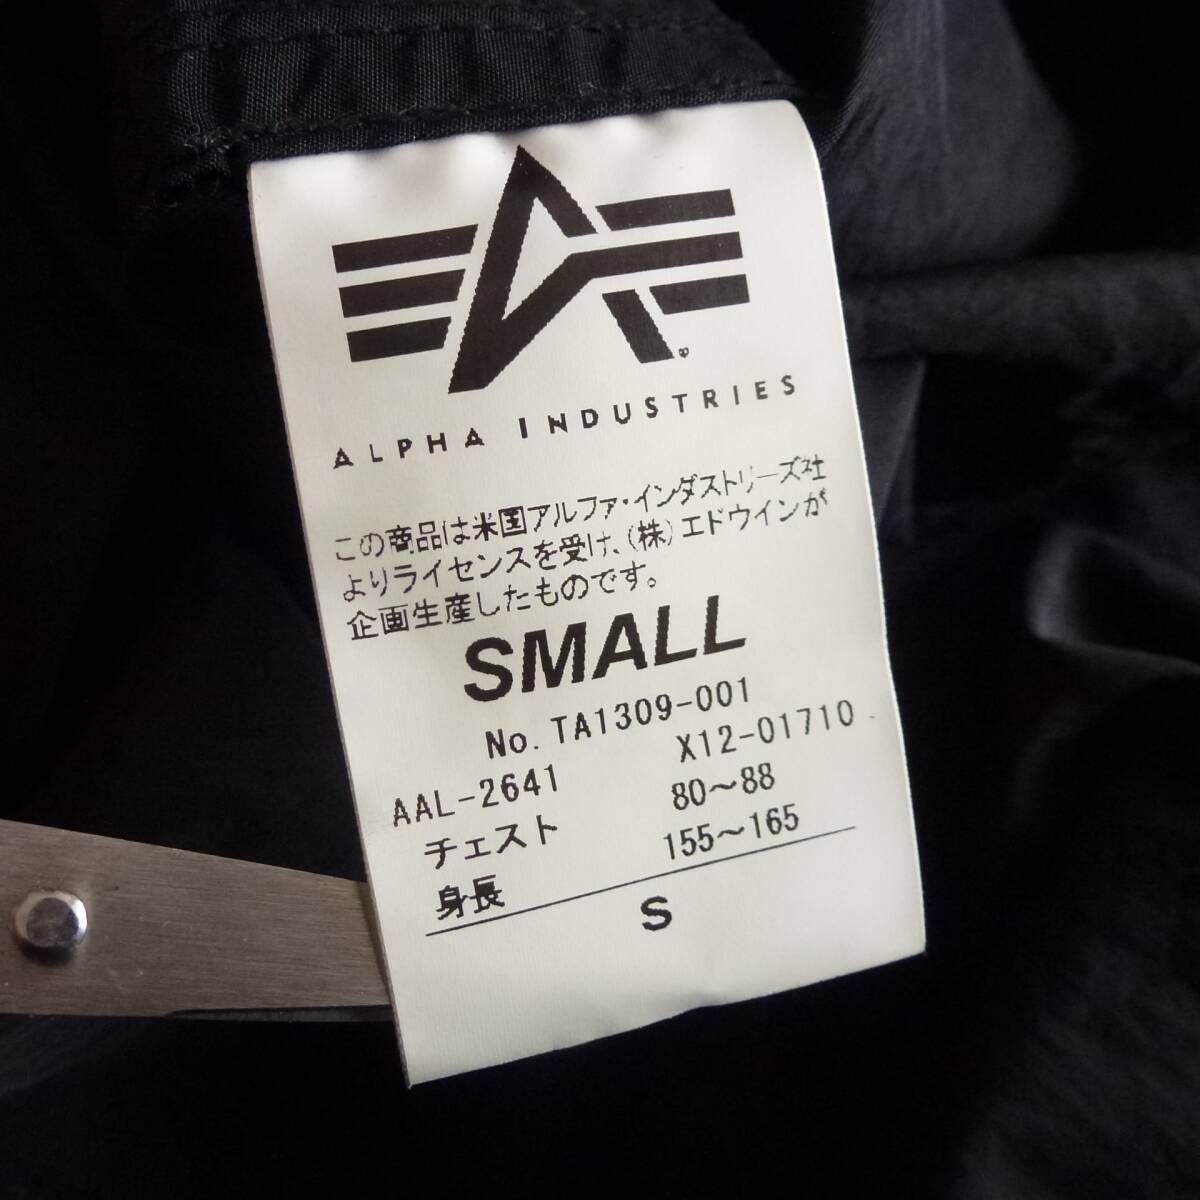 ALPHA INDUSTRIES
この商品は米国アルファ・インダストリーズ社
よりライセンスを受け、(株)エドウインが
企画生産したものです。
SMALL
No. TA1309-001
AAL-2641 X12-01710
チェスト 80～88
身長 155～165
S